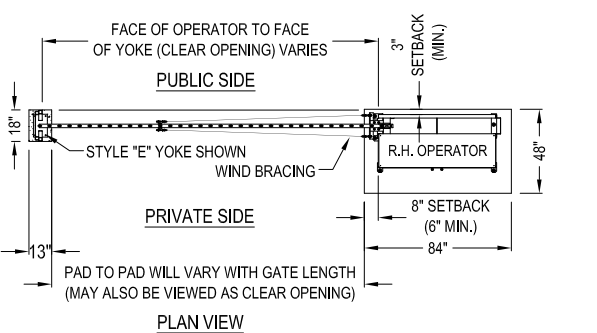 FACE OF OPERATOR TO FACE
OF YOKE (CLEAR OPENING) VARIES
3"
SETBACK
(MIN.)
PUBLIC SIDE
18"
STYLE "E" YOKE SHOWN
WIND BRACING
R.H. OPERATOR
48"
PRIVATE SIDE
8" SETBACK
(6" MIN.)
13"
84"
PAD TO PAD WILL VARY WITH GATE LENGTH
(MAY ALSO BE VIEWED AS CLEAR OPENING)
PLAN VIEW